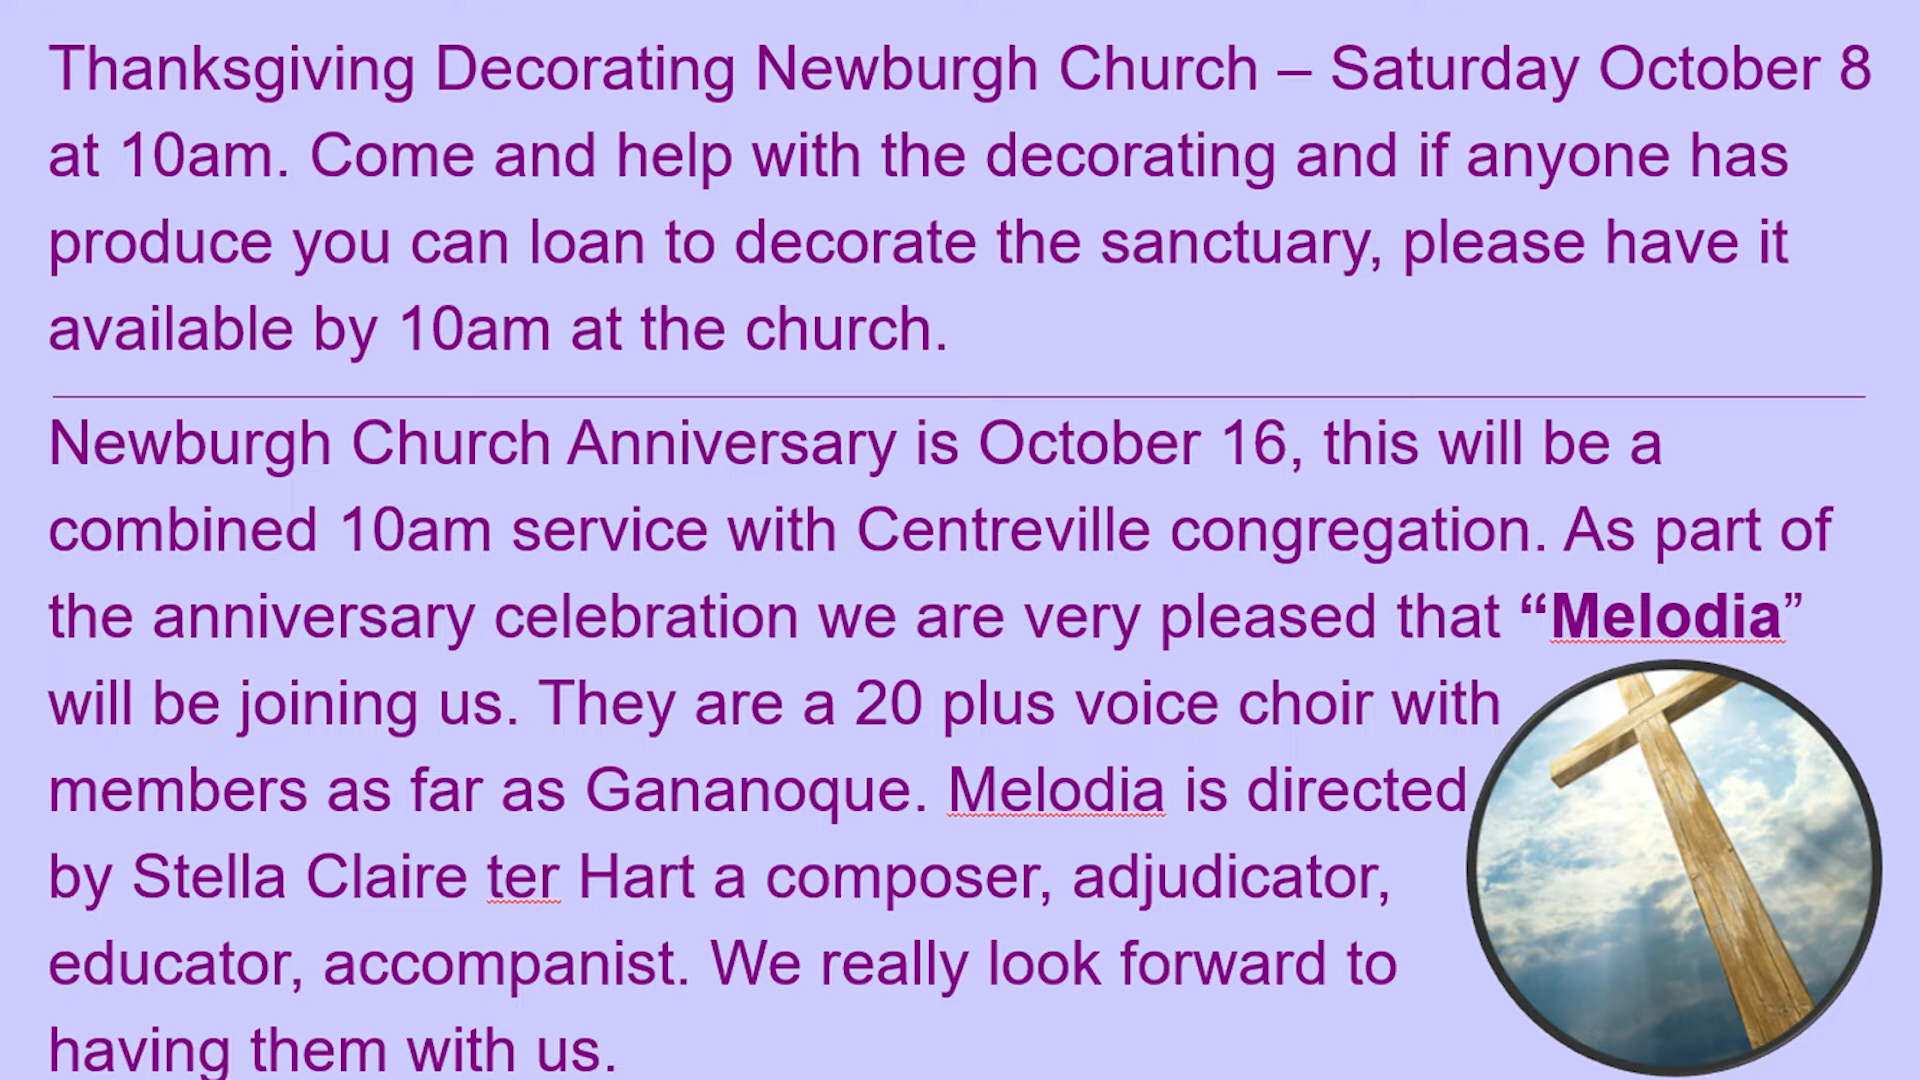 Thanksgiving Decorating Newburgh Church – Saturday October 8
at 10am. Come and help with the decorating and if anyone has
produce you can loan to decorate the sanctuary, please have it
available by 10am at the church.
Newburgh Church Anniversary is October 16, this will be a
combined 10am service with Centreville congregation. As part of
the anniversary celebration we are very pleased that “Melodia”
will be joining us. They are a 20 plus voice choir with
members as far as Gananoque. Melodia is directed
by Stella Claire ter Hart a composer, adjudicator,
educator, accompanist. We really look forward to
having them with us.